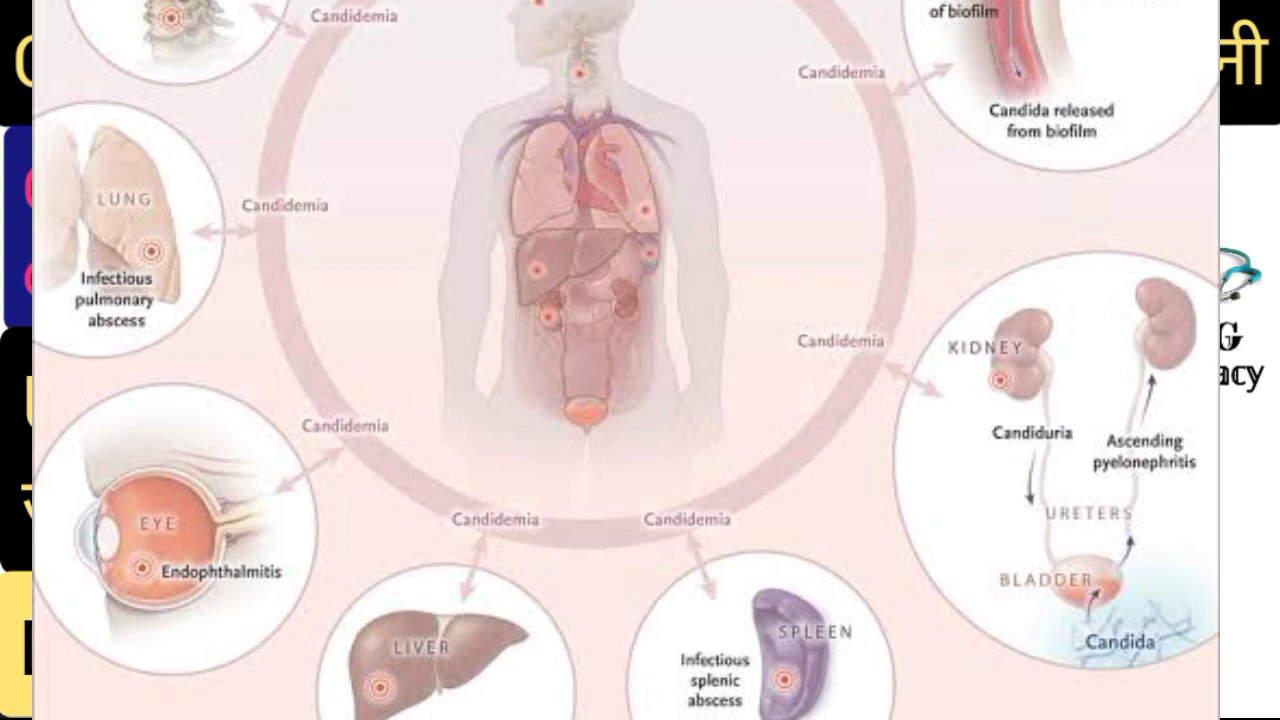 Candidemia
of biofilm
Candidemia
Candida released
from biofilm
LUNG
Candidemia
Infectious
pulmonary
abscess
Candidemia
KIDNEY
Candiduria
Ascending
pyelonephritis
Candidemia
URETERS
EYE
Endophthalmitis
Candidemia
Candidemia
BLADDER
Candida
LIVER
SPLEEN
Infectious
splenic
abscess